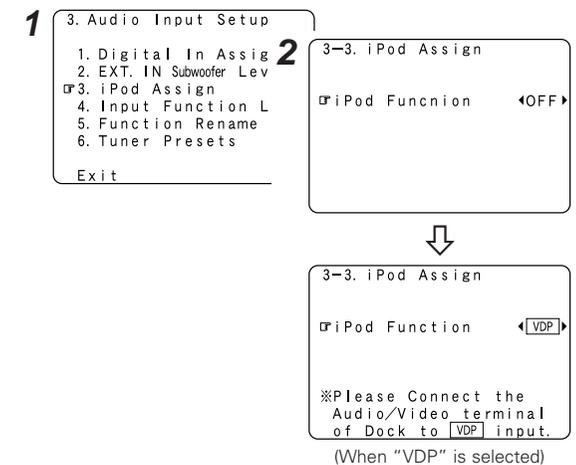 1
3. Audio Input Setup
1. Digital In Assig
2. EXT. IN Subwoofer Lev
☞3. iPod Assign
4. Input Function L
5. Function Rename
6. Tuner Presets
Exit
2
3-3. iPod Assign
☞iPod Funcnion ◀OFF▶
3-3. iPod Assign
☞iPod Function ◀VDP▶
※Please Connect the
Audio/Video terminal
of Dock to VDP input.
(When “VDP” is selected)